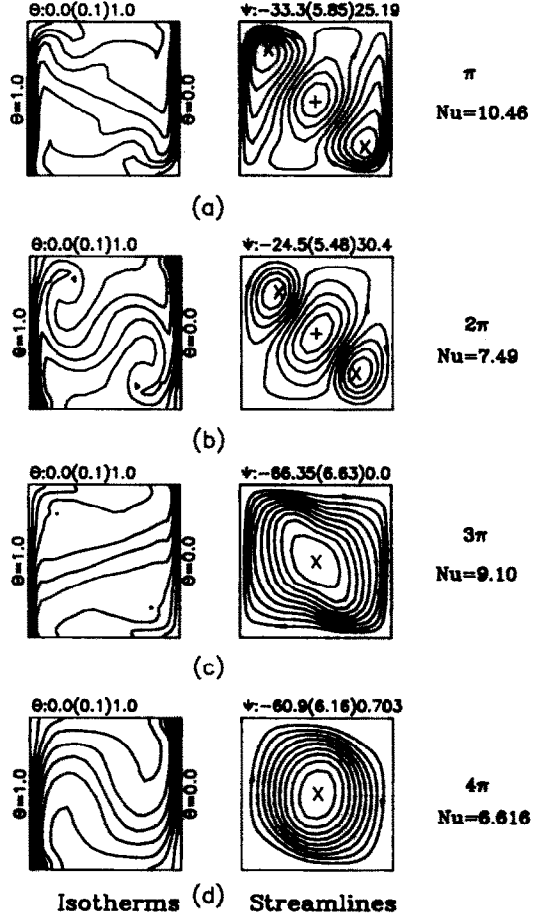 θ:0.0(0.1)1.0
ψ:-33.3(5.85)25.19
θ=1.0
θ=0.0
π
Nu=10.46
(a)
θ:0.0(0.1)1.0
ψ:-24.5(5.48)30.4
θ=1.0
θ=0.0
2π
Nu=7.49
(b)
θ:0.0(0.1)1.0
ψ:-66.35(6.63)0.0
θ=1.0
θ=0.0
3π
Nu=9.10
(c)
θ:0.0(0.1)1.0
ψ:-60.9(6.16)0.703
θ=1.0
θ=0.0
4π
Nu=6.616
Isotherms (d) Streamlines